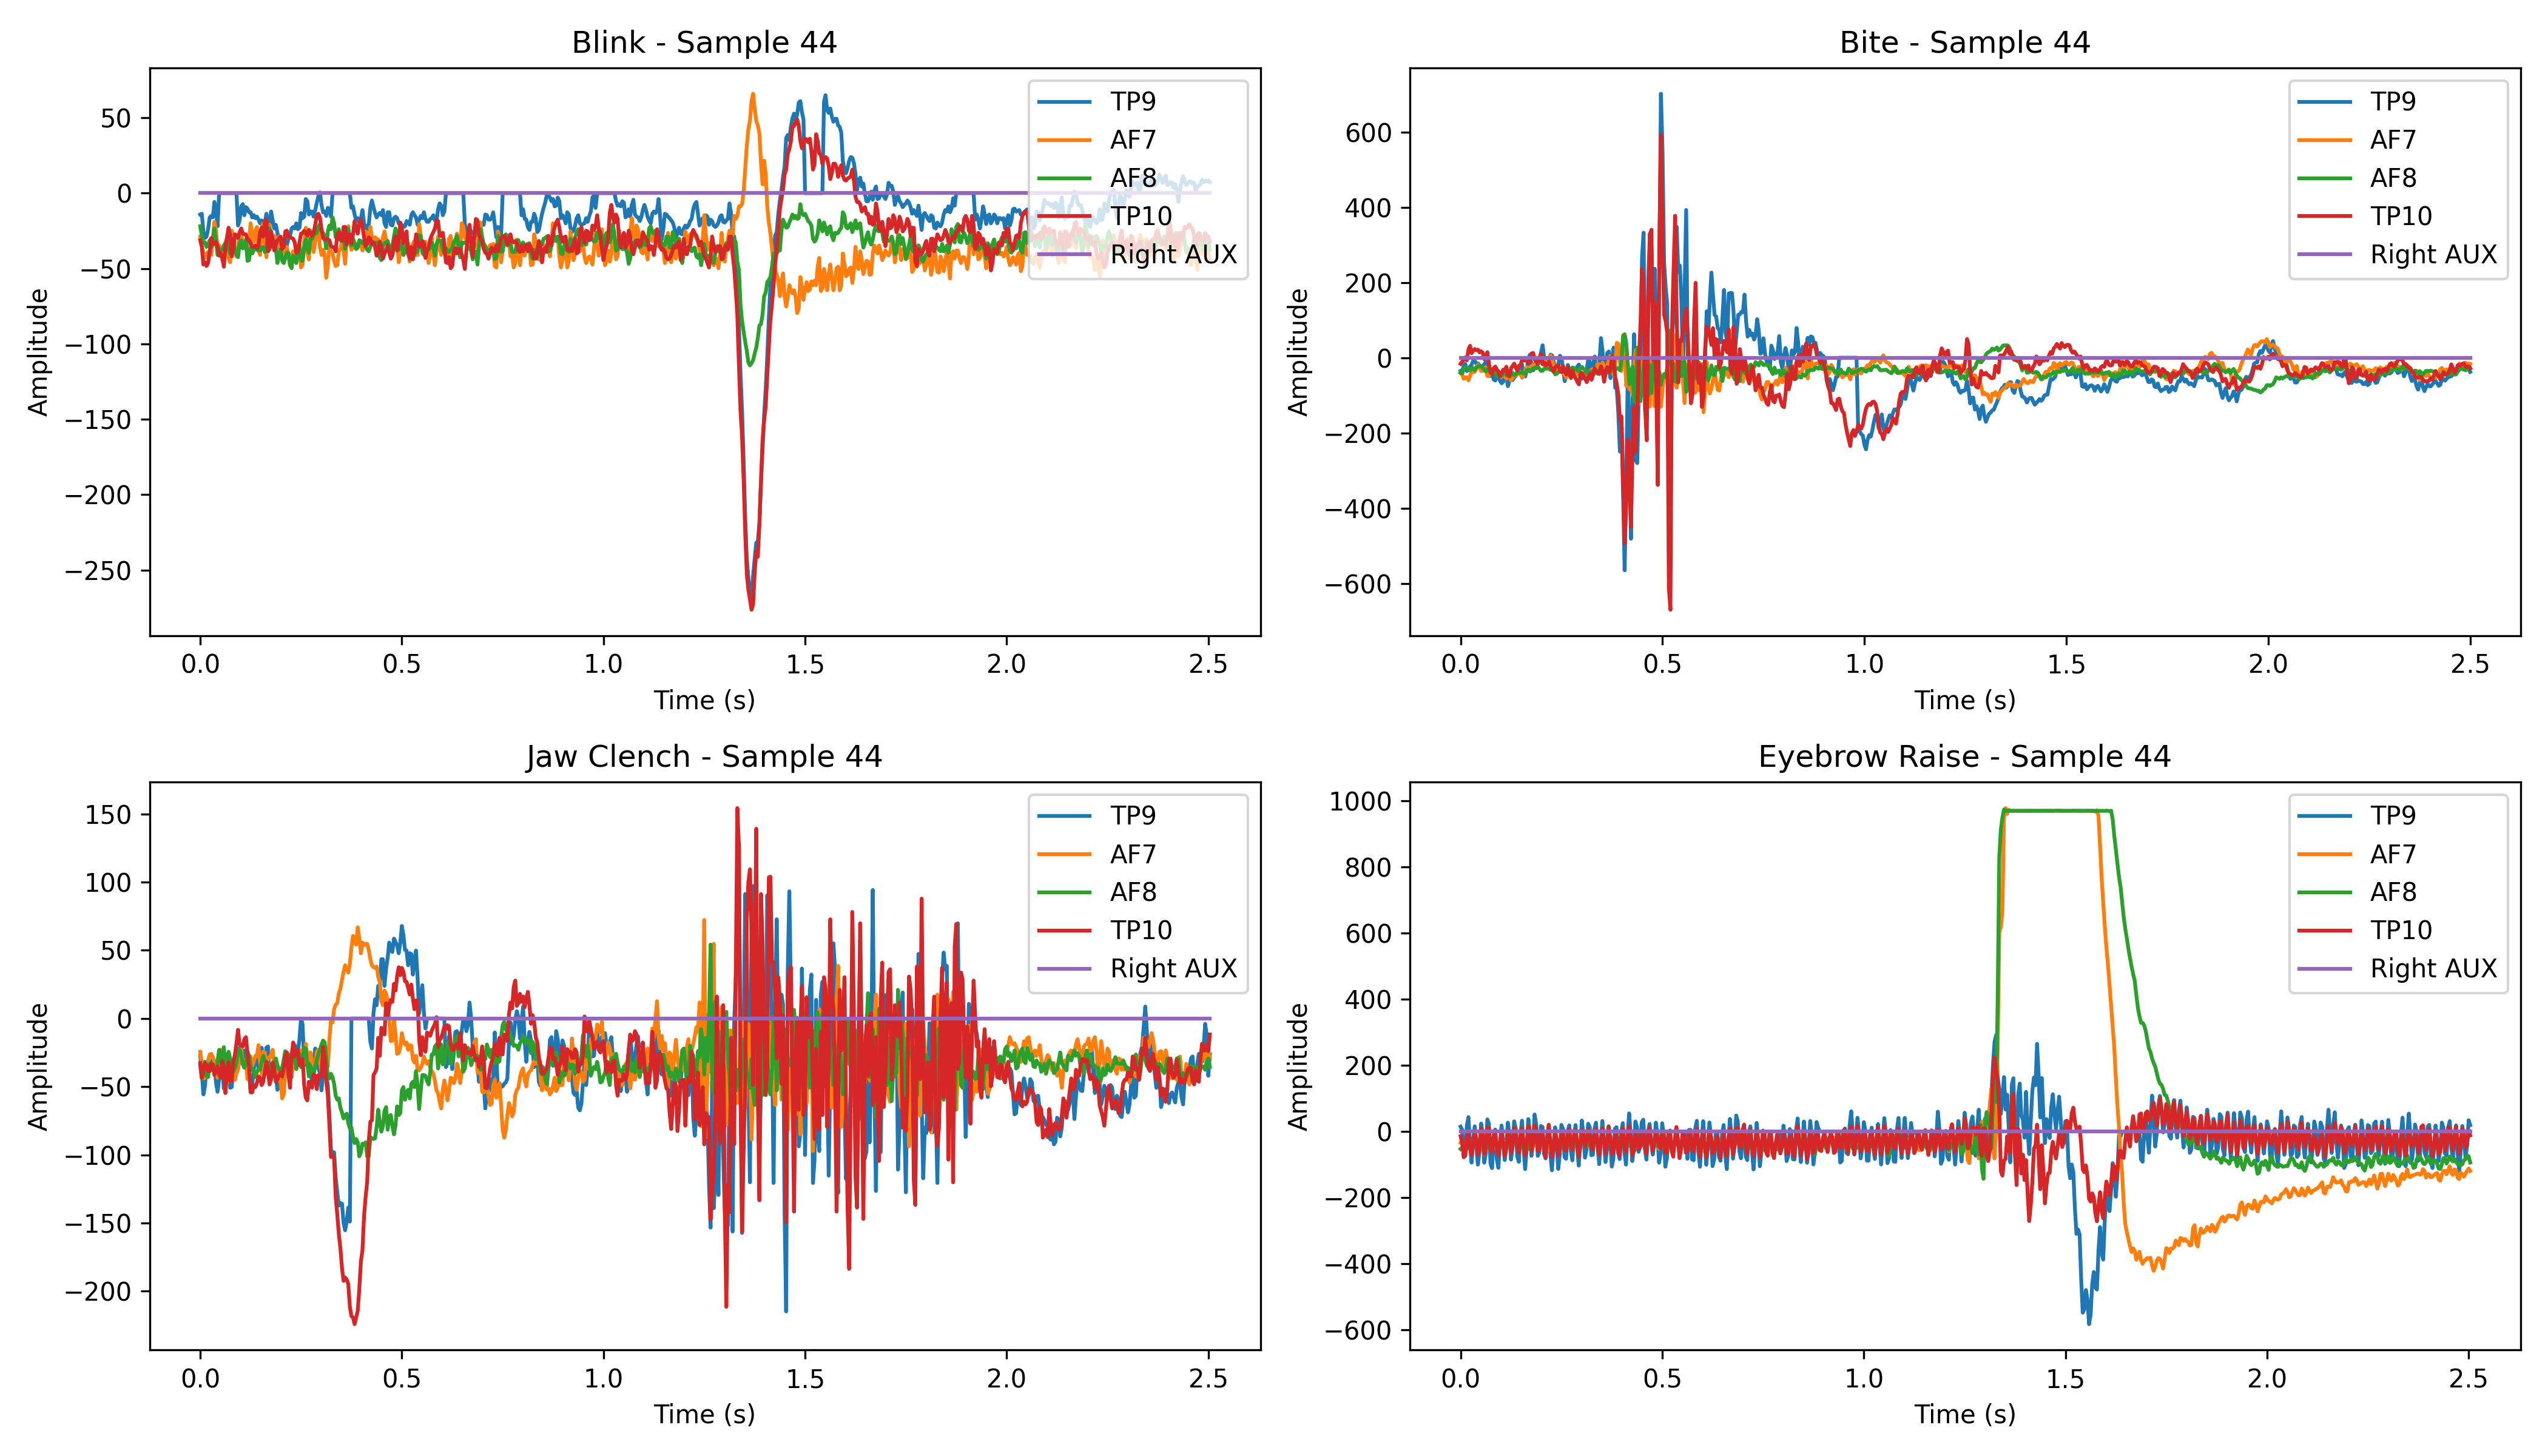 Blink - Sample 44
50
0
−50
−100
−150
−200
−250
Amplitude
0.0 0.5 1.0 1.5 2.0 2.5
Time (s)
TP9
AF7
AF8
TP10
Right AUX
Bite - Sample 44
600
400
200
0
−200
−400
−600
Amplitude
0.0 0.5 1.0 1.5 2.0 2.5
Time (s)
TP9
AF7
AF8
TP10
Right AUX
Jaw Clench - Sample 44
150
100
50
0
−50
−100
−150
−200
Amplitude
0.0 0.5 1.0 1.5 2.0 2.5
Time (s)
TP9
AF7
AF8
TP10
Right AUX
Eyebrow Raise - Sample 44
1000
800
600
400
200
0
−200
−400
−600
Amplitude
0.0 0.5 1.0 1.5 2.0 2.5
Time (s)
TP9
AF7
AF8
TP10
Right AUX